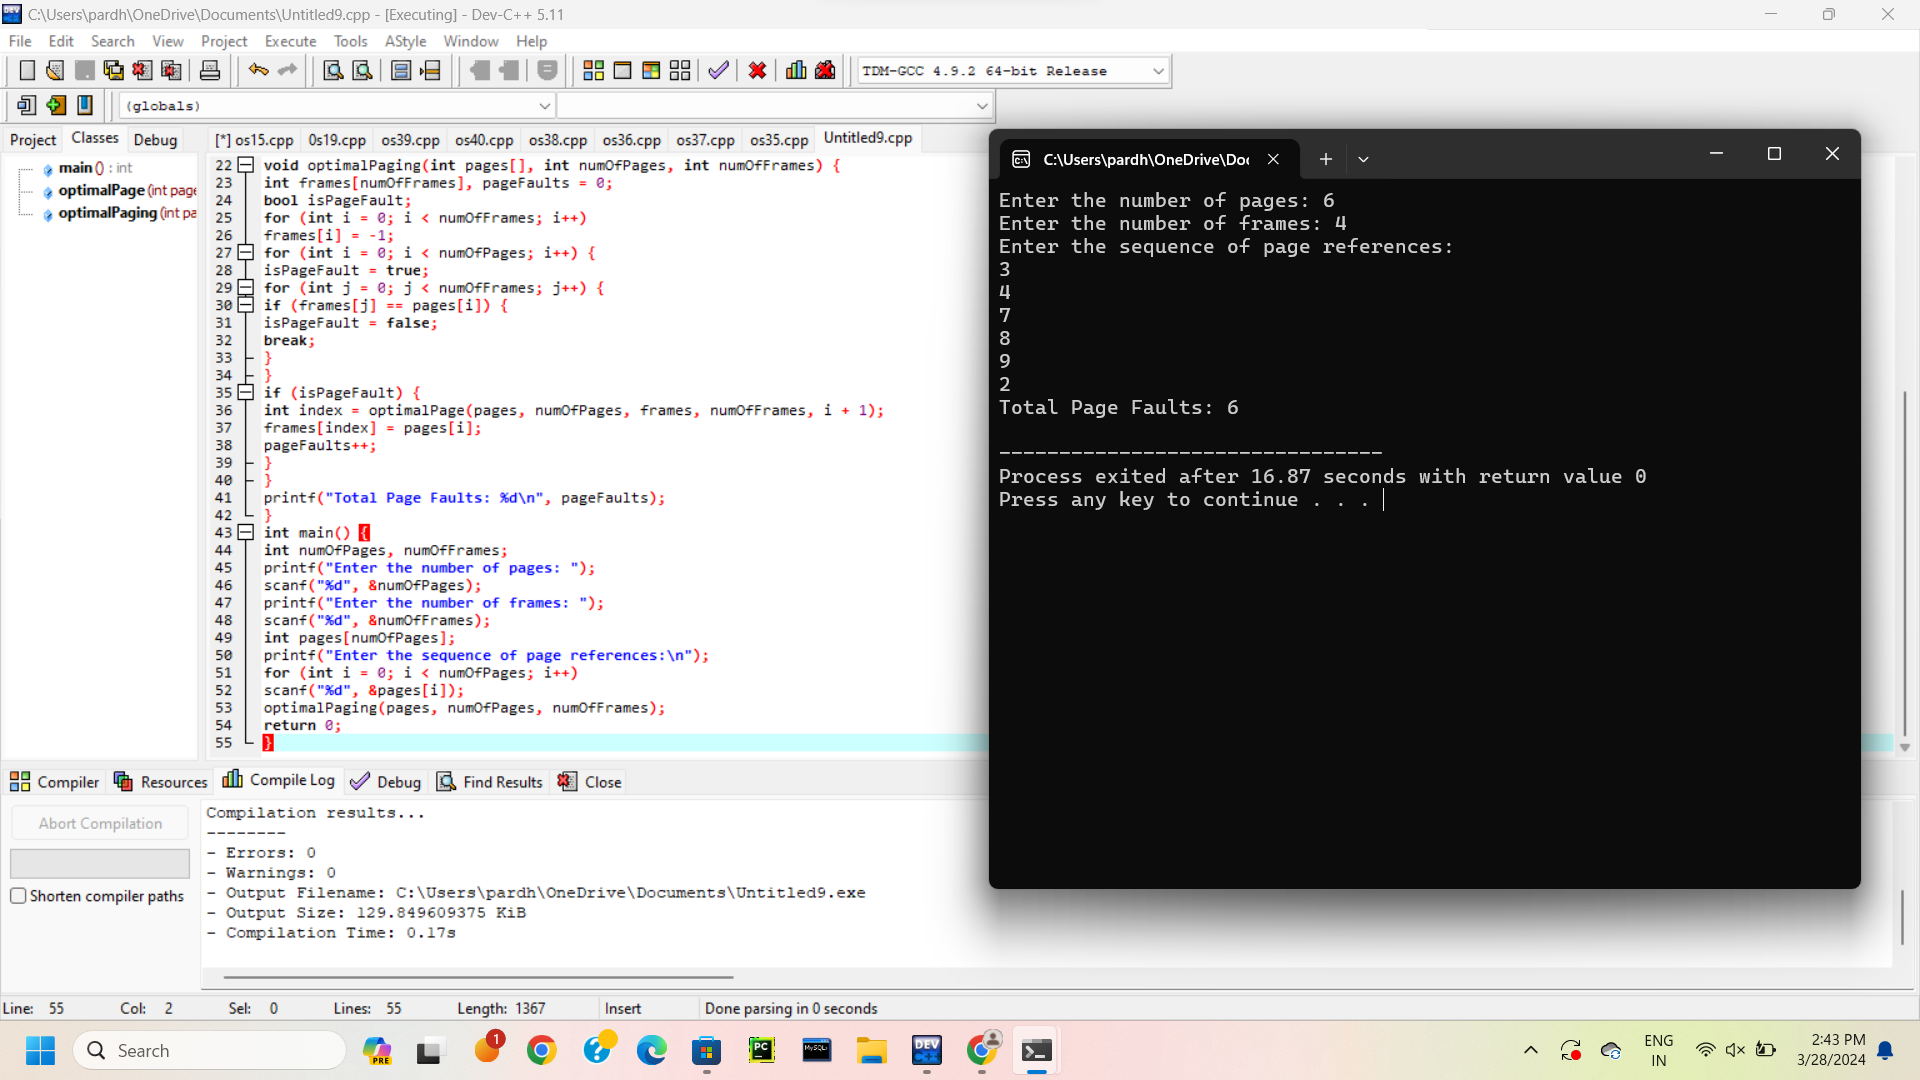 C:\Users\pardh\OneDrive\Documents\Untitled9.cpp - [Executing] - Dev-C++ 5.11
File Edit Search View Project Execute Tools AStyle Window Help
TDM-GCC 4.9.2 64-bit Release
(globals)
Project Classes Debug
[*] os15.cpp 0s19.cpp os39.cpp os40.cpp os38.cpp os36.cpp os37.cpp os35.cpp Untitled9.cpp
main () : int
optimalPage (int page
optimalPaging (int pa
22 void optimalPaging(int pages[], int numOfPages, int numOfFrames) {
23 int frames[numOfFrames], pageFaults = 0;
24 bool isPageFault;
25 for (int i = 0; i < numOfFrames; i++)
26 frames[i] = -1;
27 for (int i = 0; i < numOfPages; i++) {
28 isPageFault = true;
29 for (int j = 0; j < numOfFrames; j++) {
30 if (frames[j] == pages[i]) {
31 isPageFault = false;
32 break;
33 }
34 }
35 if (isPageFault) {
36 int index = optimalPage(pages, numOfPages, frames, numOfFrames, i + 1);
37 frames[index] = pages[i];
38 pageFaults++;
39 }
40 }
41 printf("Total Page Faults: %d\n", pageFaults);
42 }
43 int main() {
44 int numOfPages, numOfFrames;
45 printf("Enter the number of pages: ");
46 scanf("%d", &numOfPages);
47 printf("Enter the number of frames: ");
48 scanf("%d", &numOfFrames);
49 int pages[numOfPages];
50 printf("Enter the sequence of page references:\n");
51 for (int i = 0; i < numOfPages; i++)
52 scanf("%d", &pages[i]);
53 optimalPaging(pages, numOfPages, numOfFrames);
54 return 0;
55 }
C:\Users\pardh\OneDrive\Do
Enter the number of pages: 6
Enter the number of frames: 4
Enter the sequence of page references:
3
4
7
8
9
2
Total Page Faults: 6
--------------------------------
Process exited after 16.87 seconds with return value 0
Press any key to continue . . .
Compiler Resources Compile Log Debug Find Results Close
Abort Compilation
Shorten compiler paths
Compilation results...
--------
- Errors: 0
- Warnings: 0
- Output Filename: C:\Users\pardh\OneDrive\Documents\Untitled9.exe
- Output Size: 129.849609375 KiB
- Compilation Time: 0.17s
Line: 55 Col: 2 Sel: 0 Lines: 55 Length: 1367 Insert Done parsing in 0 seconds
Search
PRE
1
PC
MySQL
DEV
C++
ENG
IN
2:43 PM
3/28/2024